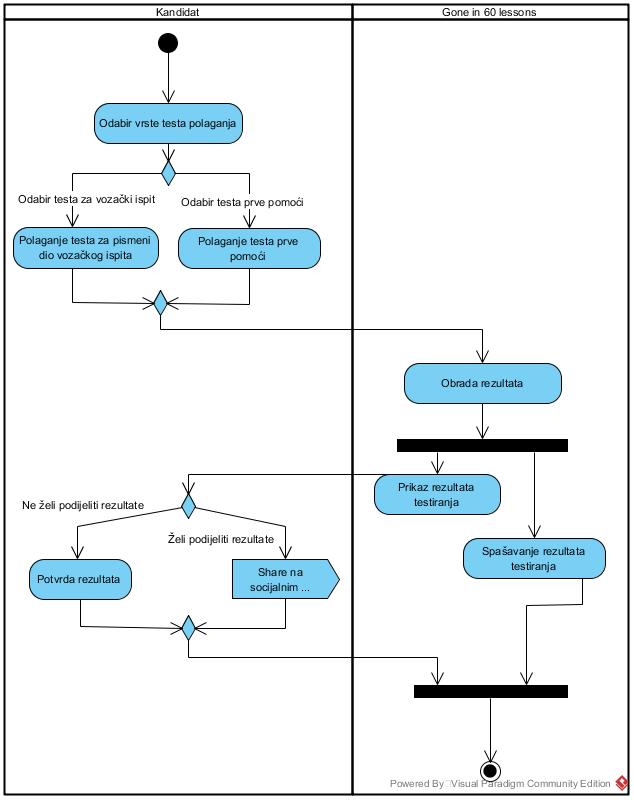 Kandidat
Gone in 60 lessons
Odabir vrste testa polaganja
Odabir testa za vozački ispit
Odabir testa prve pomoći
Polaganje testa za pismeni
dio vozačkog ispita
Polaganje testa prve
pomoći
Obrada rezultata
Prikaz rezultata
testiranja
Ne želi podijeliti rezultate
Želi podijeliti rezultate
Spašavanje rezultata
testiranja
Potvrda rezultata
Share na
socijalnim ...
Powered By Visual Paradigm Community Edition